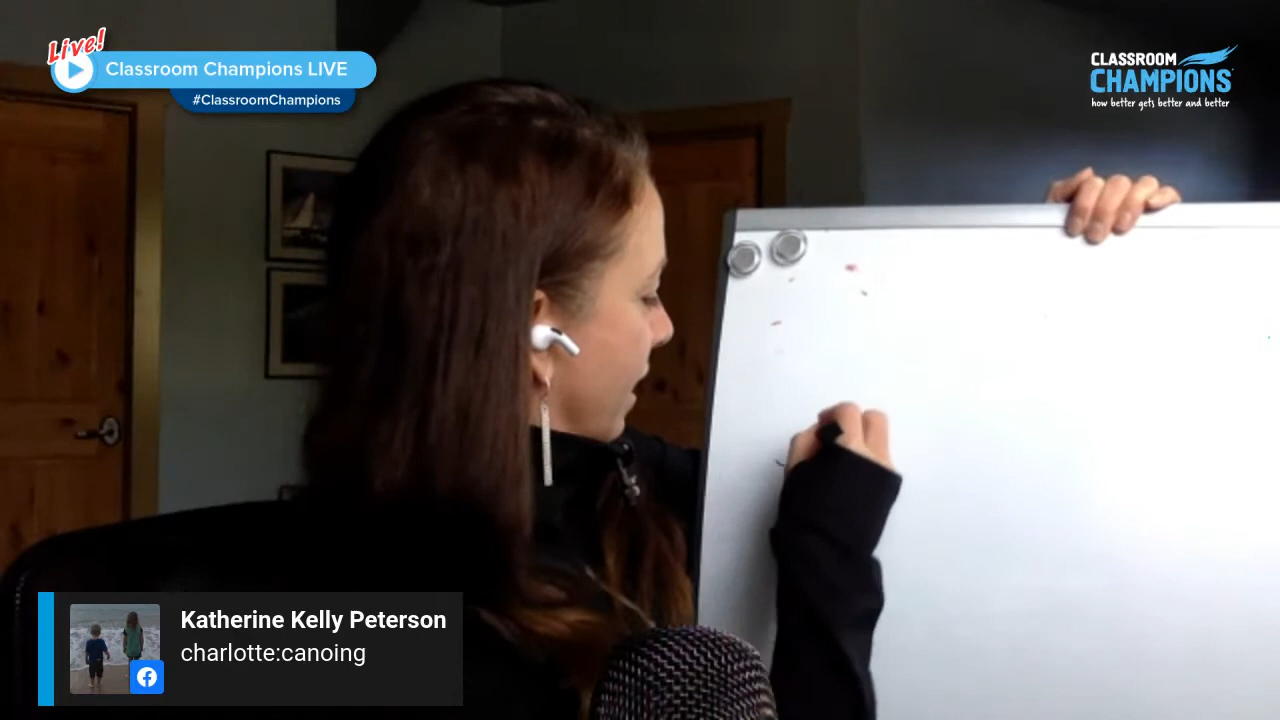 Live!
Classroom Champions LIVE
#ClassroomChampions
CLASSROOM
CHAMPIONS
how better gets better and better
Katherine Kelly Peterson
charlotte:canoing